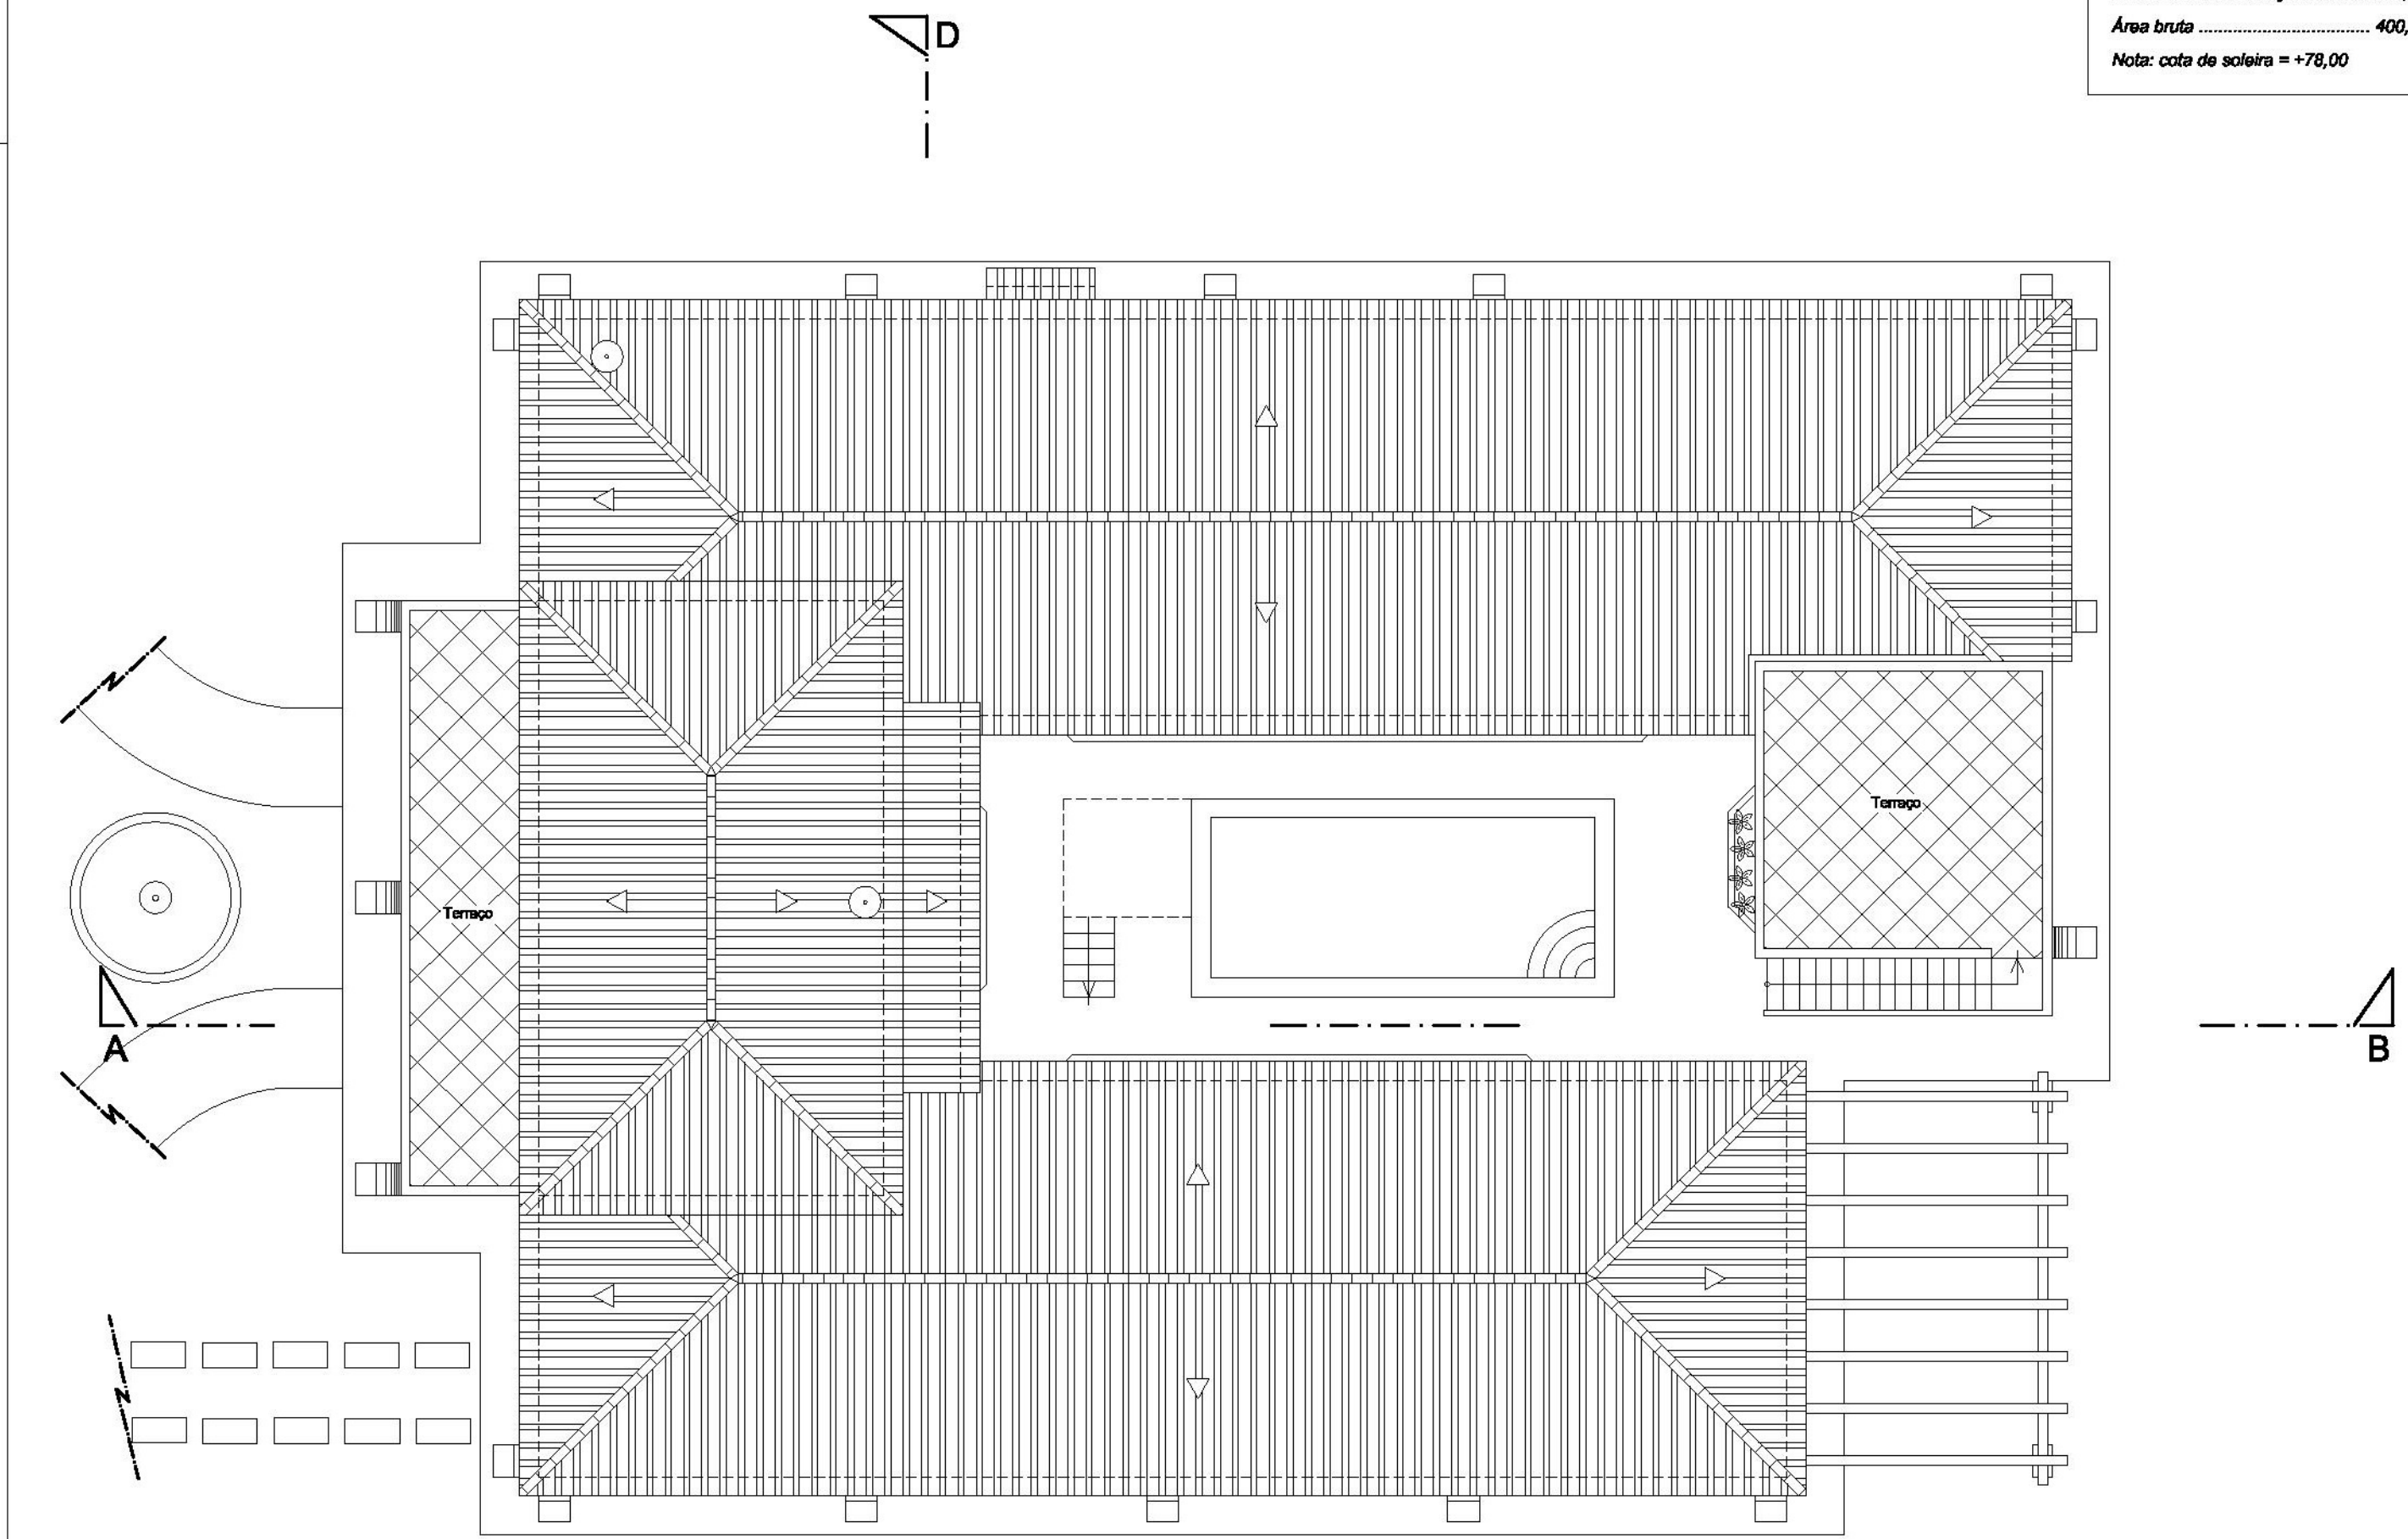 D
Área bruta .................................. 400,
Nota: cota de soleira = +78,00
Terraço
Terraço
A
B